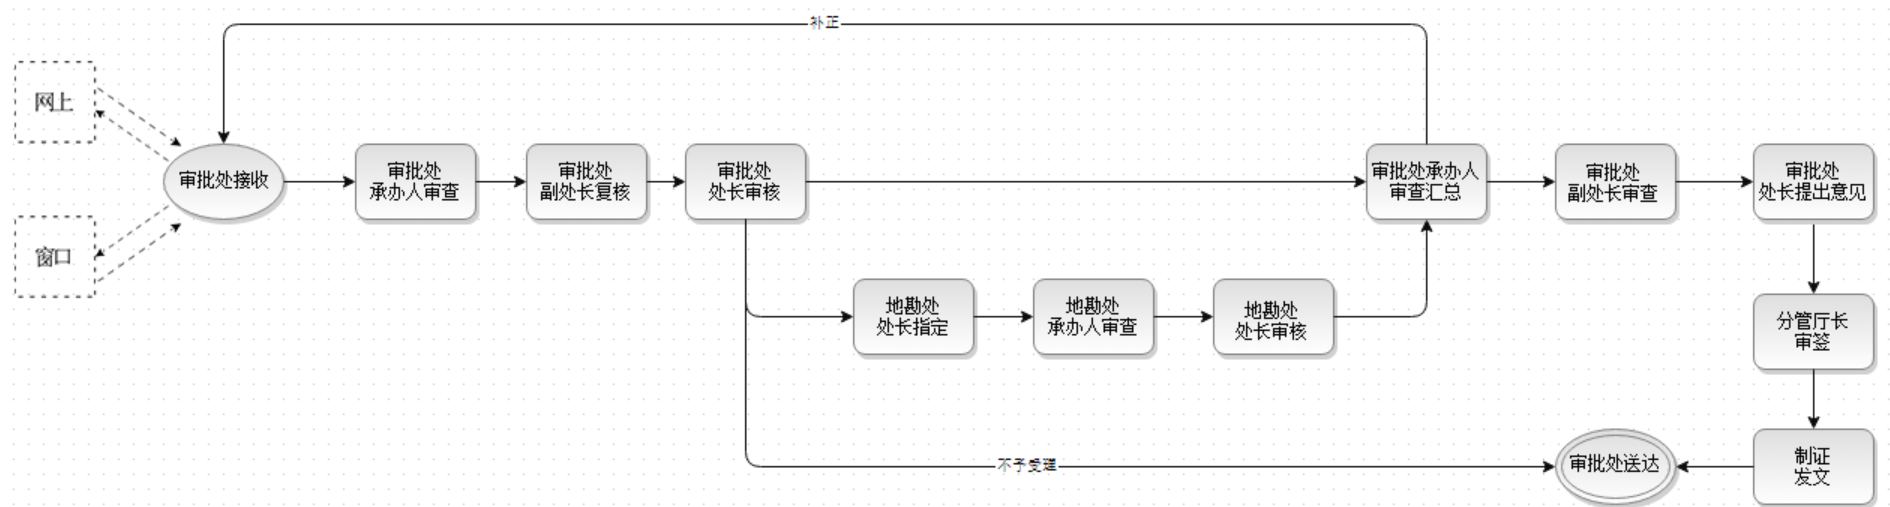 补正
网上
窗口
审批处接收
审批处
承办人审查
审批处
副处长复核
审批处
处长审核
审批处承办人
审查汇总
审批处
副处长审查
审批处
处长提出意见
地勘处
处长指定
地勘处
承办人审查
地勘处
处长审核
分管厅长
审签
不予受理
审批处送达
制证
发文